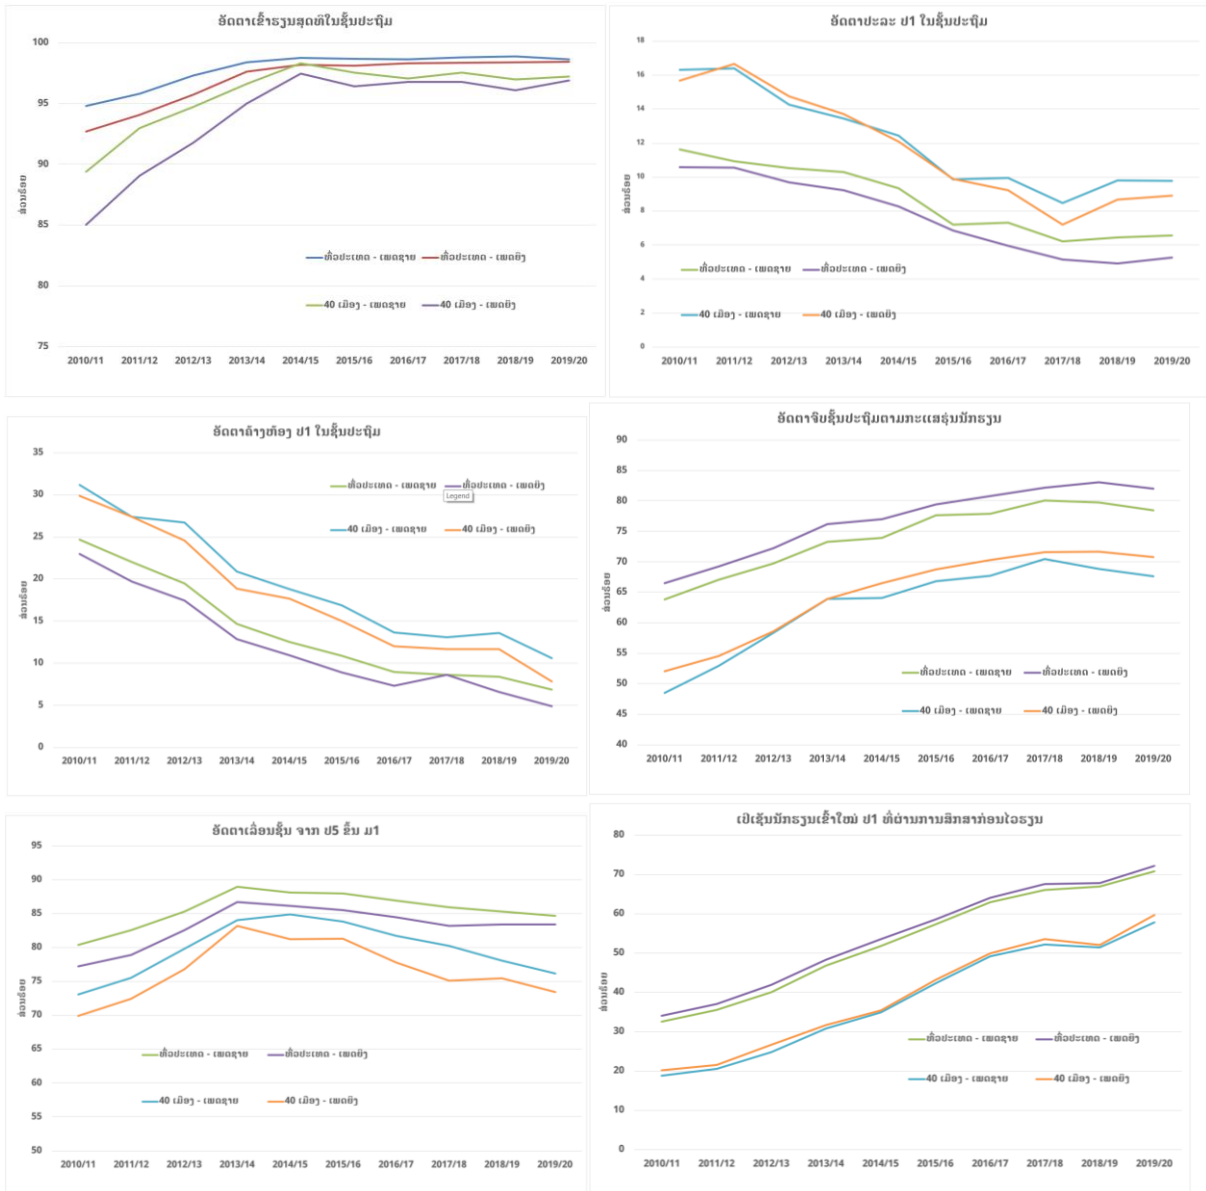 ອັດຕາເຂົ້າຮຽນສຸດທິໃນຊັ້ນປະຖົມ
100
95
90
85
80
75
ສ່ວນຮ້ອຍ
ທົ່ວປະເທດ - ເພດຊາຍ
ທົ່ວປະເທດ - ເພດຍິງ
40 ເມືອງ - ເພດຊາຍ
40 ເມືອງ - ເພດຍິງ
2010/11 2011/12 2012/13 2013/14 2014/15 2015/16 2016/17 2017/18 2018/19 2019/20
ອັດຕາປະລະ ປ1 ໃນຊັ້ນປະຖົມ
18
16
14
12
10
8
6
4
2
0
ສ່ວນຮ້ອຍ
ທົ່ວປະເທດ - ເພດຊາຍ
ທົ່ວປະເທດ - ເພດຍິງ
40 ເມືອງ - ເພດຊາຍ
40 ເມືອງ - ເພດຍິງ
2010/11 2011/12 2012/13 2013/14 2014/15 2015/16 2016/17 2017/18 2018/19 2019/20
ອັດຕາຄ້າງຫ້ອງ ປ1 ໃນຊັ້ນປະຖົມ
35
30
25
20
15
10
5
0
ສ່ວນຮ້ອຍ
ທົ່ວປະເທດ - ເພດຊາຍ
ທົ່ວປະເທດ - ເພດຍິງ
Legend
40 ເມືອງ - ເພດຊາຍ
40 ເມືອງ - ເພດຍິງ
2010/11 2011/12 2012/13 2013/14 2014/15 2015/16 2016/17 2017/18 2018/19 2019/20
ອັດຕາຈົບຊັ້ນປະຖົມຕາມກະແສຮຸ່ນນັກຮຽນ
90
85
80
75
70
65
60
55
50
45
40
ສ່ວນຮ້ອຍ
ທົ່ວປະເທດ - ເພດຊາຍ
ທົ່ວປະເທດ - ເພດຍິງ
40 ເມືອງ - ເພດຊາຍ
40 ເມືອງ - ເພດຍິງ
2010/11 2011/12 2012/13 2013/14 2014/15 2015/16 2016/17 2017/18 2018/19 2019/20
ອັດຕາເລື່ອນຊັ້ນ ຈາກ ປ5 ຂຶ້ນ ມ1
95
90
85
80
75
70
65
60
55
50
ສ່ວນຮ້ອຍ
ທົ່ວປະເທດ - ເພດຊາຍ
ທົ່ວປະເທດ - ເພດຍິງ
40 ເມືອງ - ເພດຊາຍ
40 ເມືອງ - ເພດຍິງ
2010/11 2011/12 2012/13 2013/14 2014/15 2015/16 2016/17 2017/18 2018/19 2019/20
ເປີເຊັນນັກຮຽນເຂົ້າໃໝ່ ປ1 ທີ່ຜ່ານການສຶກສາກ່ອນໄວຮຽນ
80
70
60
50
40
30
20
10
0
ສ່ວນຮ້ອຍ
ທົ່ວປະເທດ - ເພດຊາຍ
ທົ່ວປະເທດ - ເພດຍິງ
40 ເມືອງ - ເພດຊາຍ
40 ເມືອງ - ເພດຍິງ
2010/11 2011/12 2012/13 2013/14 2014/15 2015/16 2016/17 2017/18 2018/19 2019/20